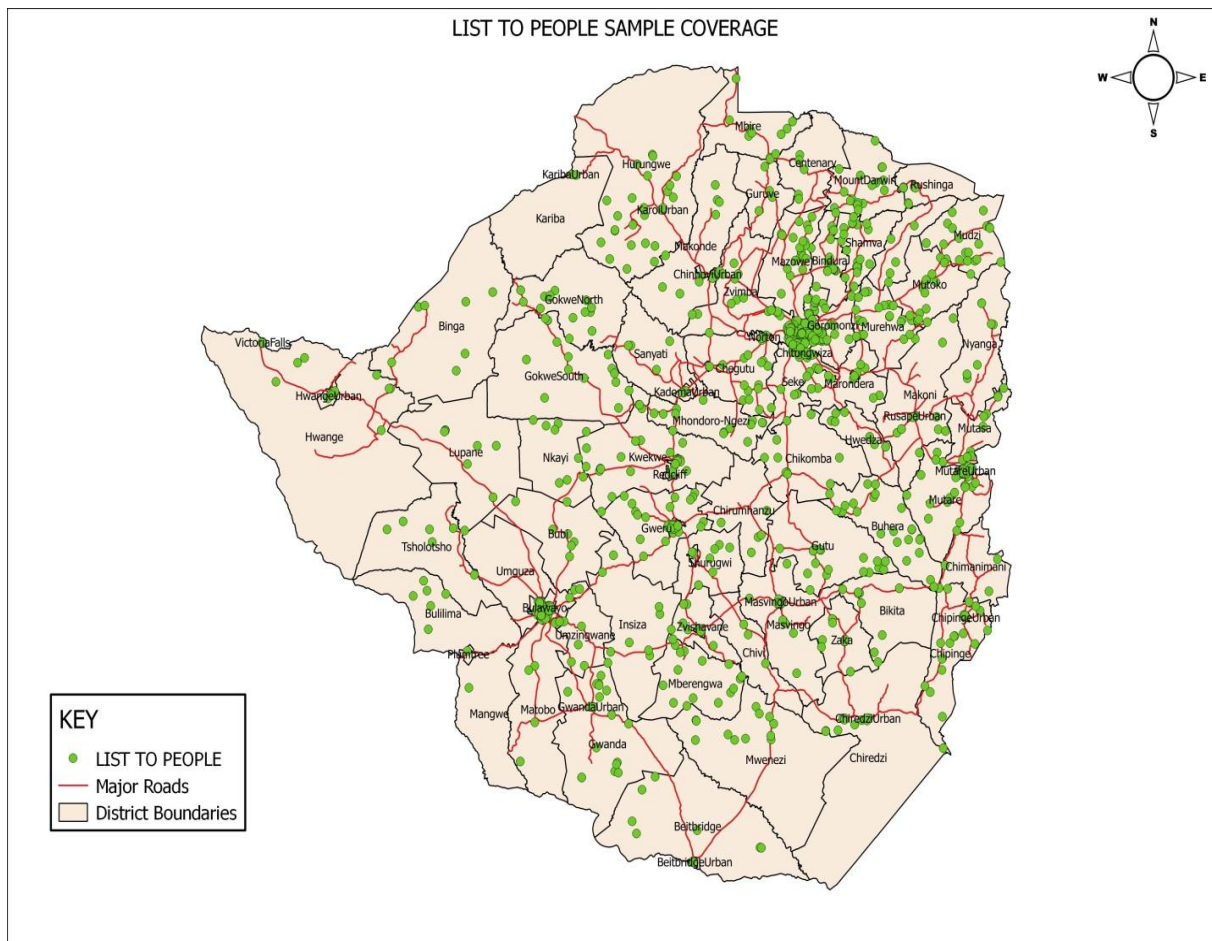 LIST TO PEOPLE SAMPLE COVERAGE
N
W
E
S
Mbire
Centenary
Hurungwe
KaribaUrban
MountDarwin
Rushinga
Guruve
Kariba
KaroiUrban
Mudzi
Makonde
Shamva
Mazowe
Bindura
ChinhoyiUrban
Mutoko
Zvimba
GokweNorth
Binga
Goromonzi
Murehwa
Norton
VictoriaFalls
Nyanga
Chitungwiza
Sanyati
Chegutu
GokweSouth
Seke
Marondera
HwangeUrban
KadomaUrban
Makoni
RusapeUrban
Mhondoro-Ngezi
Mutasa
Hwange
Hwedza
Lupane
Nkayi
Kwekwe
Chikomba
Redcliff
MutareUrban
Mutare
Chirumhanzu
Gweru
Buhera
Bubi
Tsholotsho
Gutu
Shurugwi
Chimanimani
Umguza
MasvingoUrban
Bulawayo
Bikita
Bulilima
ChipingeUrban
Insiza
Zvishavane
Masvingo
Umzingwane
Zaka
Plumtree
Chivi
Chipinge
Mberengwa
Mangwe
Matobo
GwandaUrban
ChiredziUrban
Gwanda
Mwenezi
Chiredzi
Beitbridge
BeitbridgeUrban
KEY
LIST TO PEOPLE
Major Roads
District Boundaries